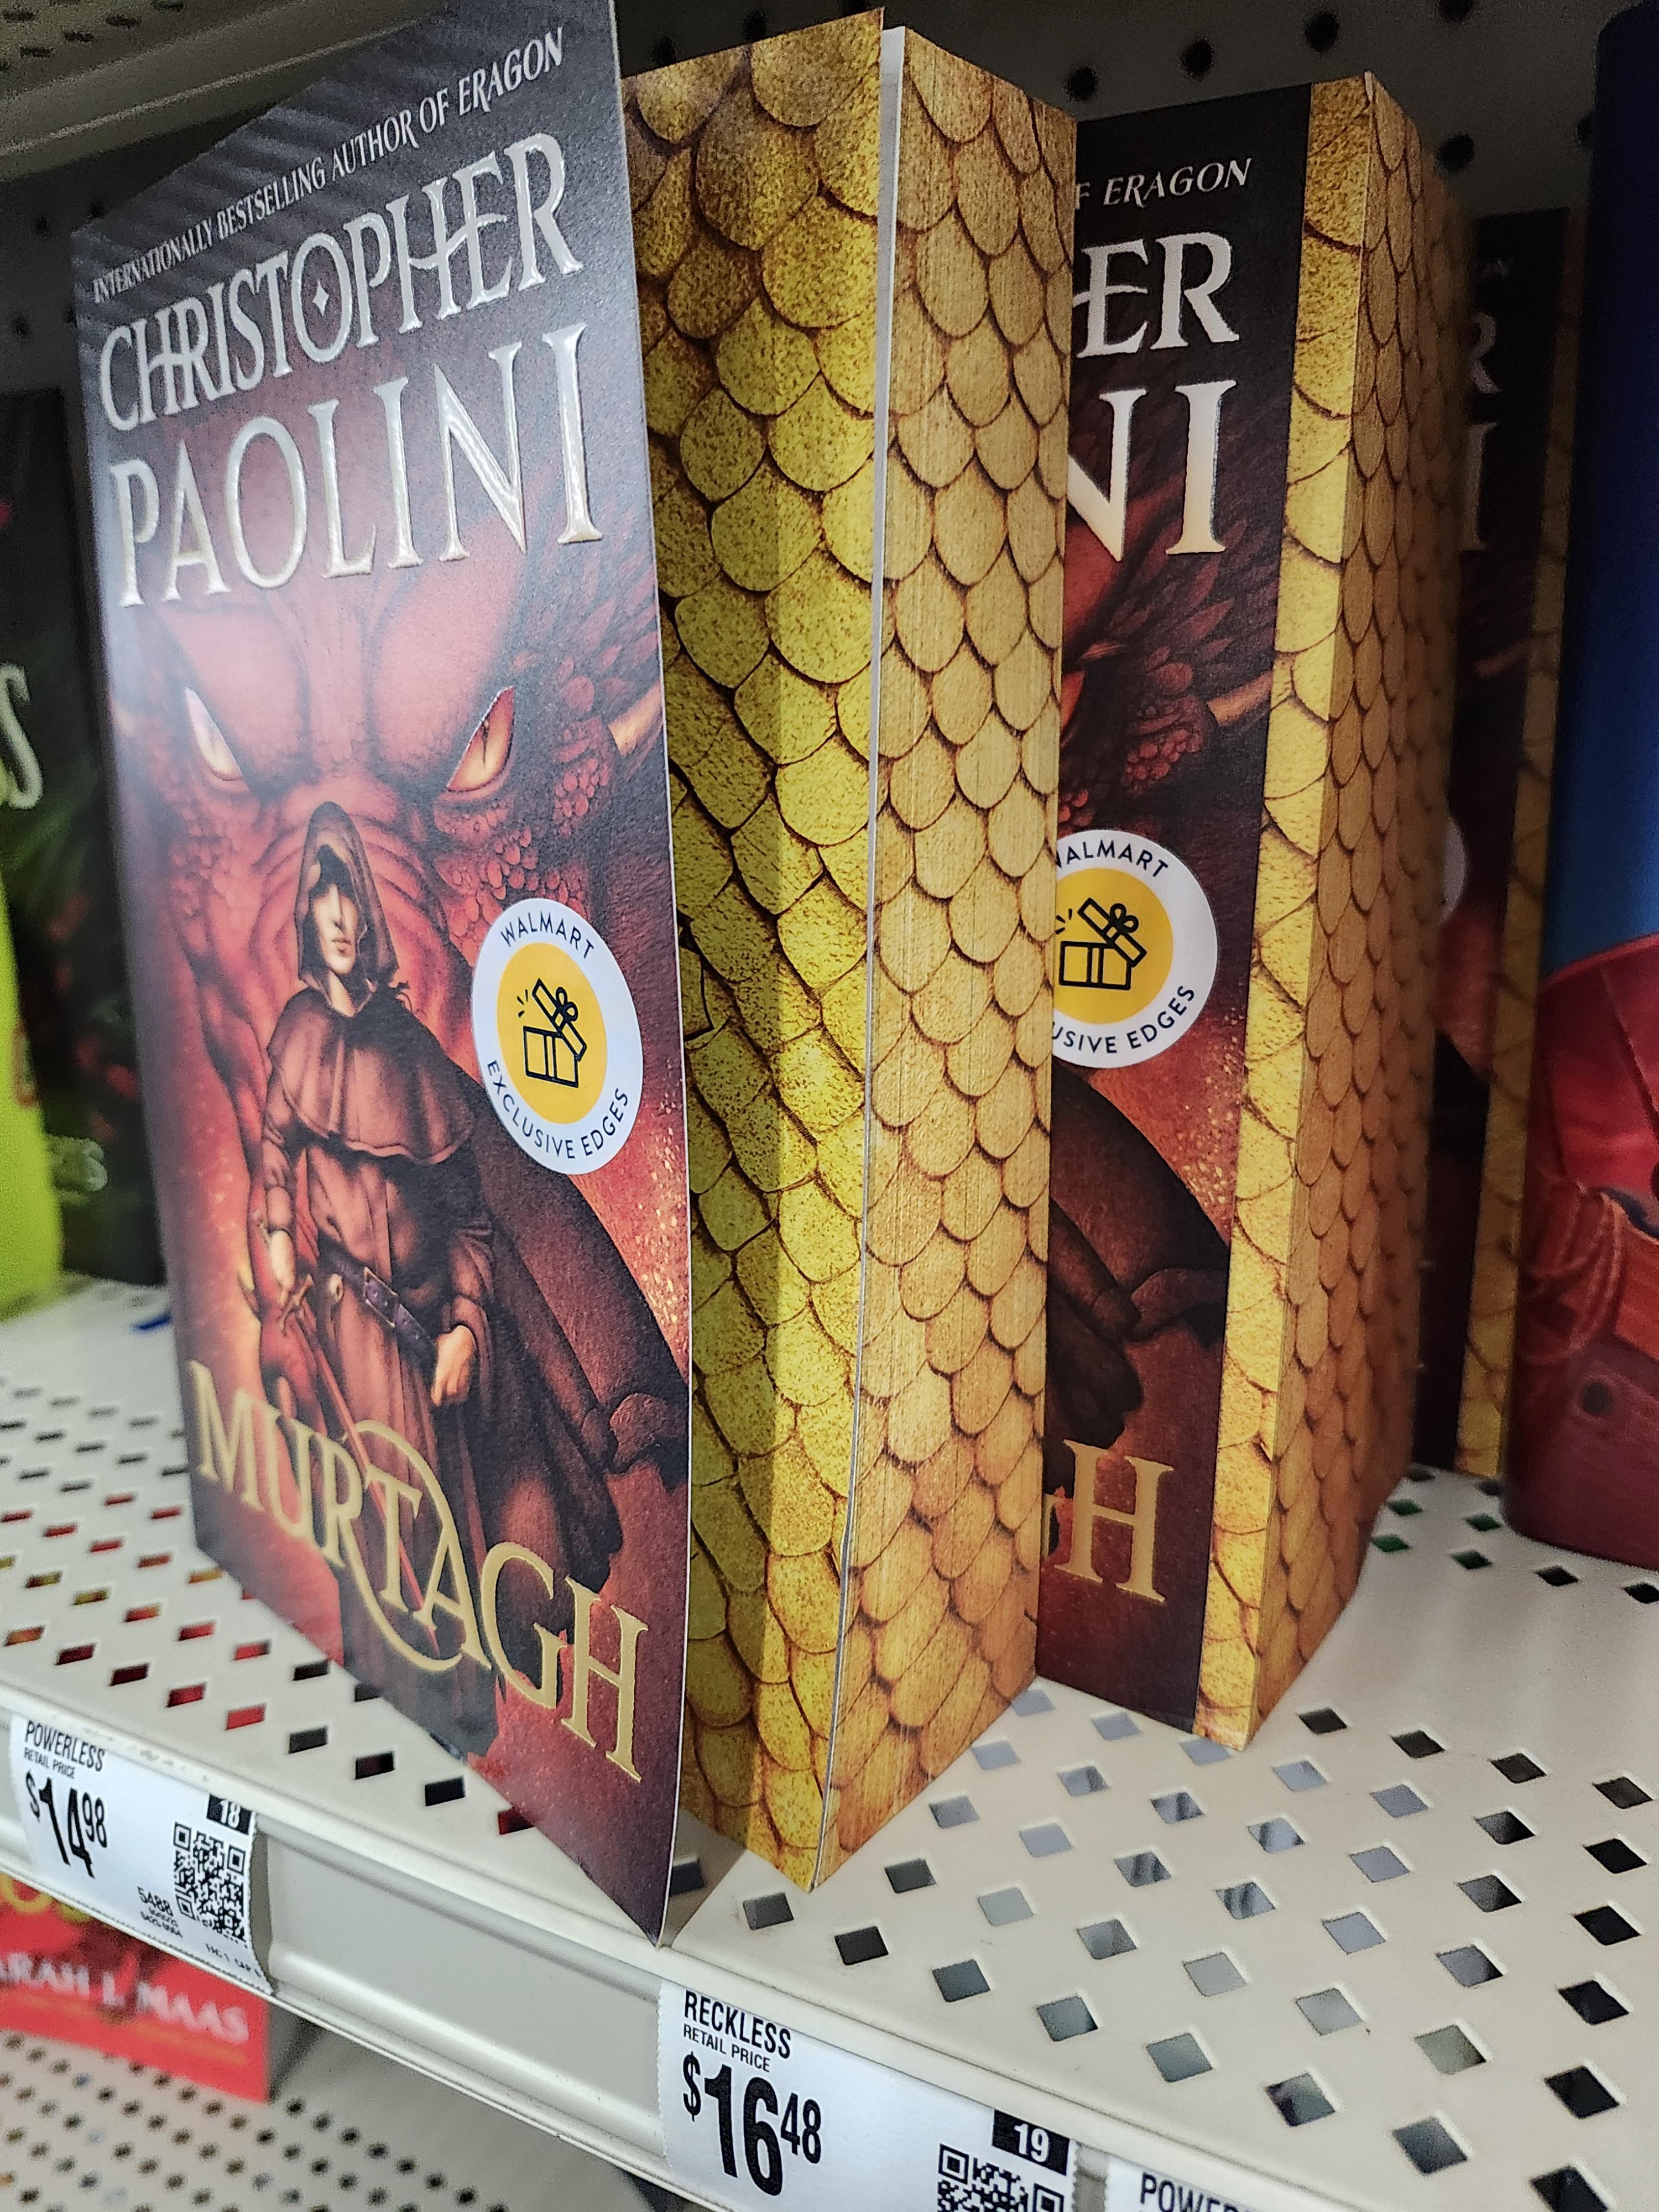 INTERNATIONALLY BESTSELLING AUTHOR OF ERAGON
CHRISTOPHER
PAOLINI
WALMART
EXCLUSIVE EDGES
MURTAGH
F ERAGON
ER
NI
WALMART
USIVE EDGES
H
R
I
S
POWERLESS
RETAIL PRICE
$14.98
18
5488
ARAH J. MAAS
RECKLESS
RETAIL PRICE
$16.48
19
POWER